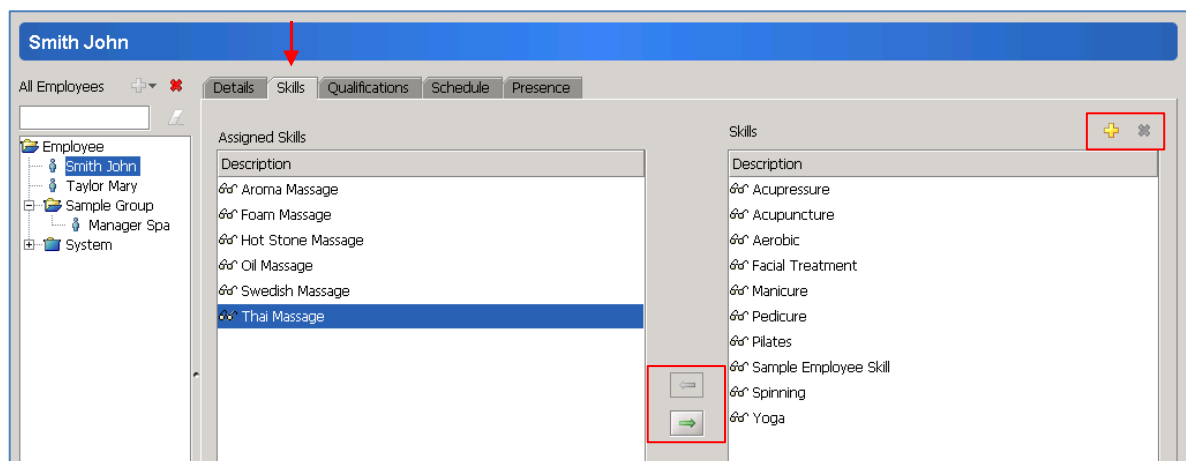 Smith John
All Employees
Details Skills Qualifications Schedule Presence
Employee
Smith John
Taylor Mary
Sample Group
Manager Spa
System
Assigned Skills
Description
Aroma Massage
Foam Massage
Hot Stone Massage
Oil Massage
Swedish Massage
Thai Massage
Skills
Description
Acupressure
Acupuncture
Aerobic
Facial Treatment
Manicure
Pedicure
Pilates
Sample Employee Skill
Spinning
Yoga